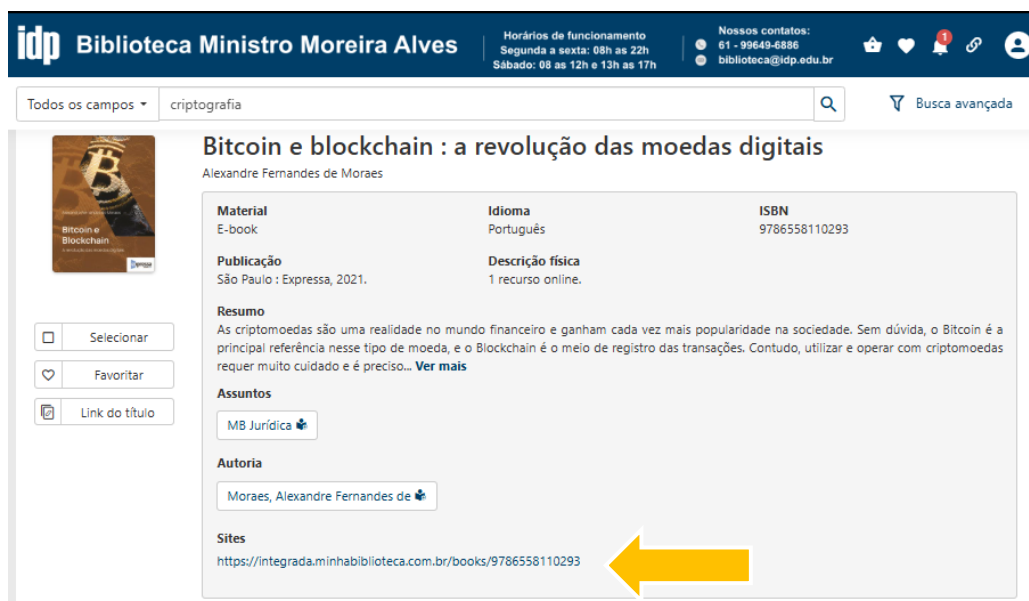 idp Biblioteca Ministro Moreira Alves
Horários de funcionamento
Segunda a sexta: 08h as 22h
Sábado: 08 as 12h e 13h as 17h
Nossos contatos:
61 - 99649-6886
biblioteca@idp.edu.br
1
Todos os campos
criptografia
Busca avançada
Bitcoin e
Blockchain
Expressa
Bitcoin e blockchain : a revolução das moedas digitais
Alexandre Fernandes de Moraes
Material
E-book
Idioma
Português
ISBN
9786558110293
Publicação
São Paulo : Expressa, 2021.
Descrição física
1 recurso online.
Resumo
As criptomoedas são uma realidade no mundo financeiro e ganham cada vez mais popularidade na sociedade. Sem dúvida, o Bitcoin é a
principal referência nesse tipo de moeda, e o Blockchain é o meio de registro das transações. Contudo, utilizar e operar com criptomoedas
requer muito cuidado e é preciso... Ver mais
Selecionar
Favoritar
Link do título
Assuntos
MB Jurídica
Autoria
Moraes, Alexandre Fernandes de
Sites
https://integrada.minhabiblioteca.com.br/books/9786558110293